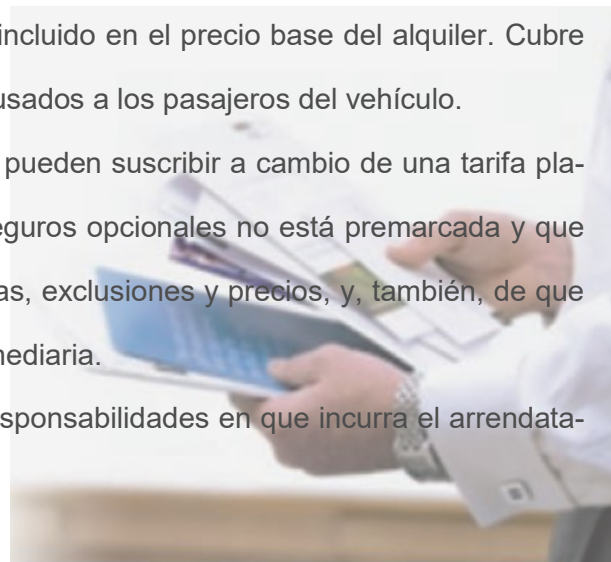 incluido en el precio base del alquiler. Cubre
usados a los pasajeros del vehículo.
pueden suscribir a cambio de una tarifa pla-
eguros opcionales no está premarcada y que
as, exclusiones y precios, y, también, de que
mediaria.
esponsabilidades en que incurra el arrendata-